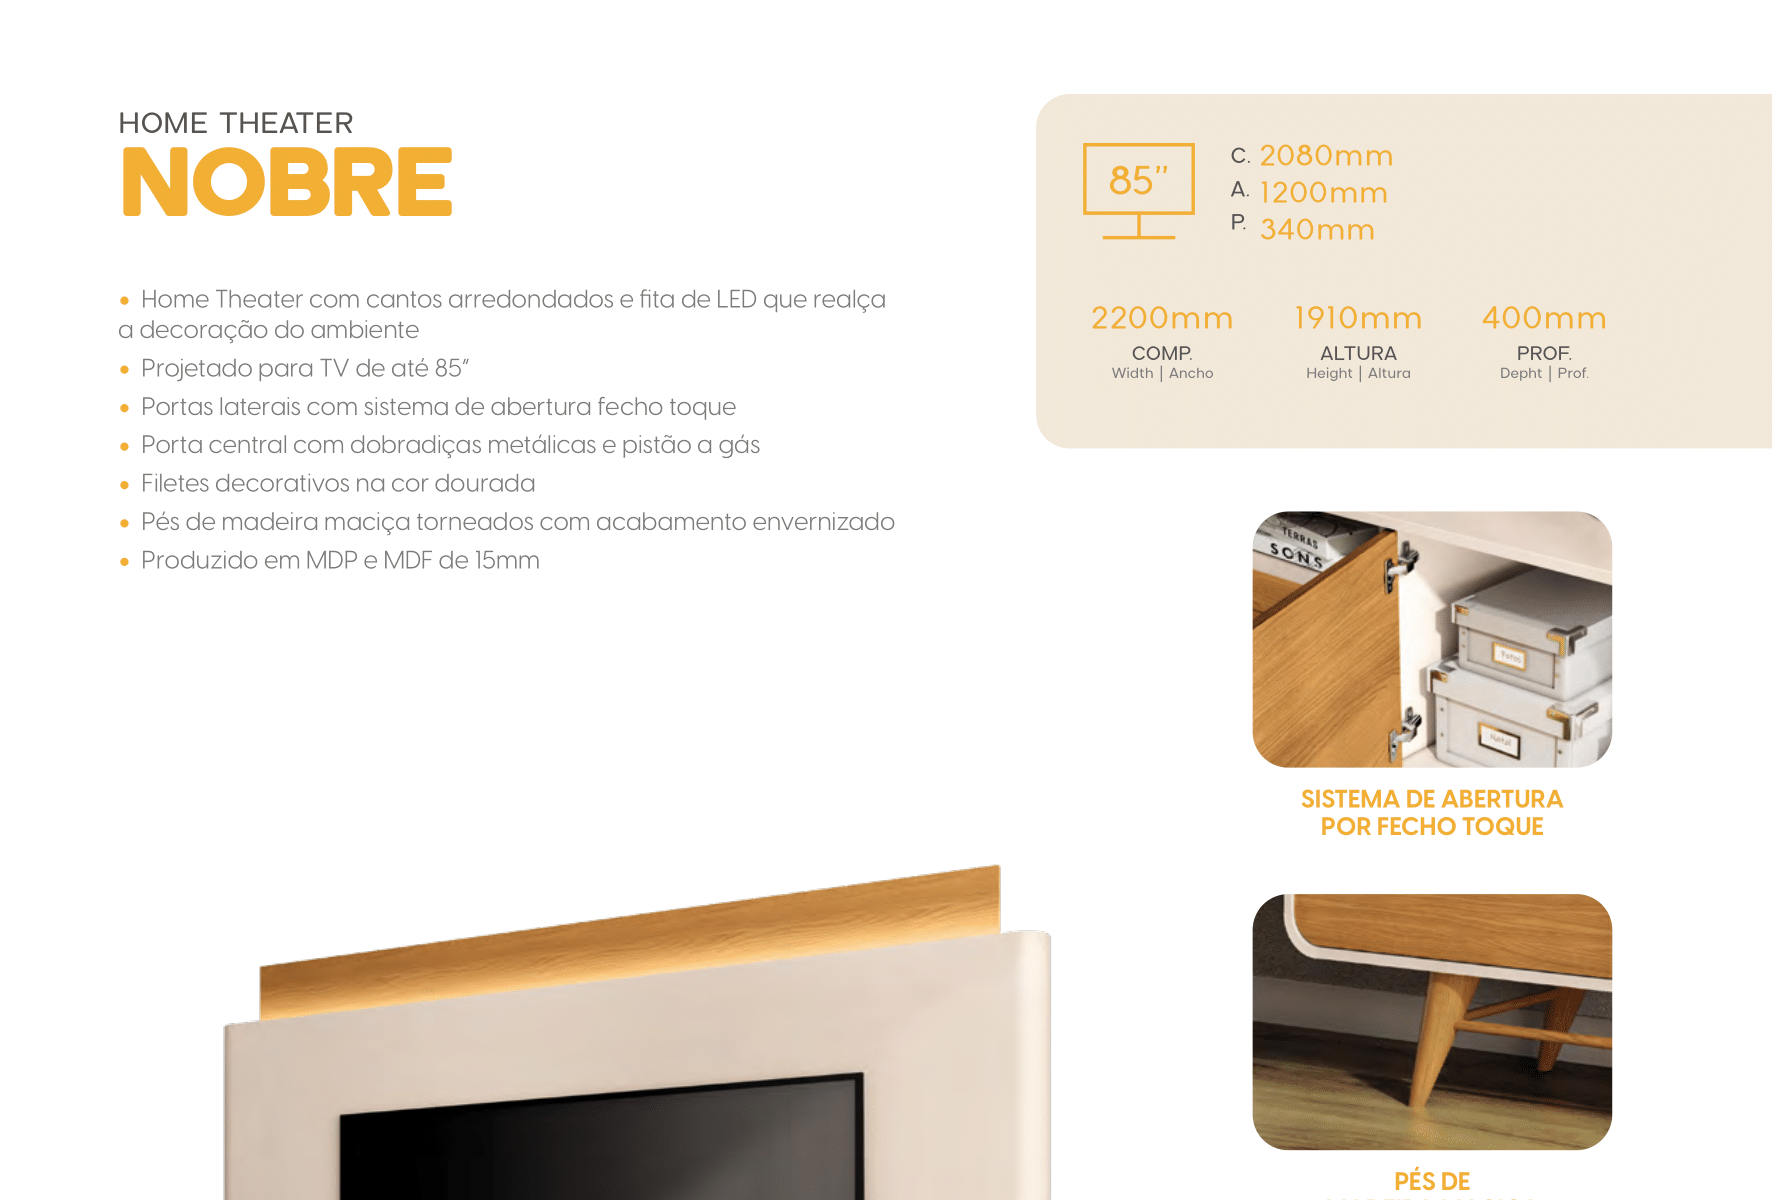 HOME THEATER
NOBRE
• Home Theater com cantos arredondados e fita de LED que realça
a decoração do ambiente
• Projetado para TV de até 85”
• Portas laterais com sistema de abertura fecho toque
• Porta central com dobradiças metálicas e pistão a gás
• Filetes decorativos na cor dourada
• Pés de madeira maciça torneados com acabamento envernizado
• Produzido em MDP e MDF de 15mm
85”
C. 2080mm
A. 1200mm
P. 340mm
2200mm
COMP.
Width | Ancho
1910mm
ALTURA
Height | Altura
400mm
PROF.
Depht | Prof.
TERRAS
SONS
Fotos
Natal
SISTEMA DE ABERTURA
POR FECHO TOQUE
PÉS DE